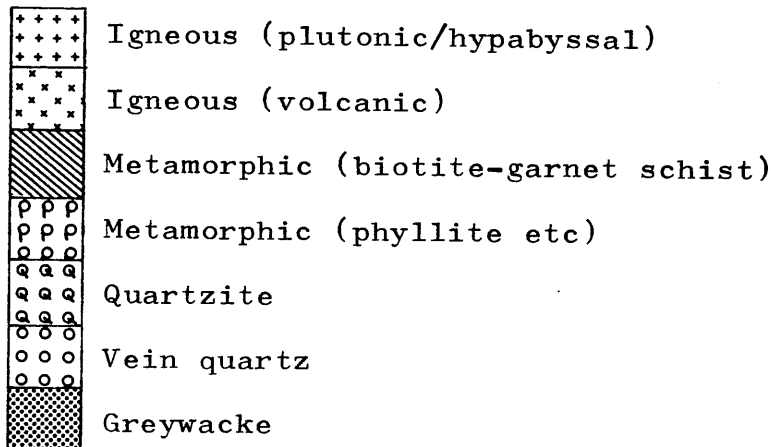 Igneous (plutonic/hypabyssal)
Igneous (volcanic)
Metamorphic (biotite-garnet schist)
Metamorphic (phyllite etc)
Quartzite
Vein quartz
Greywacke